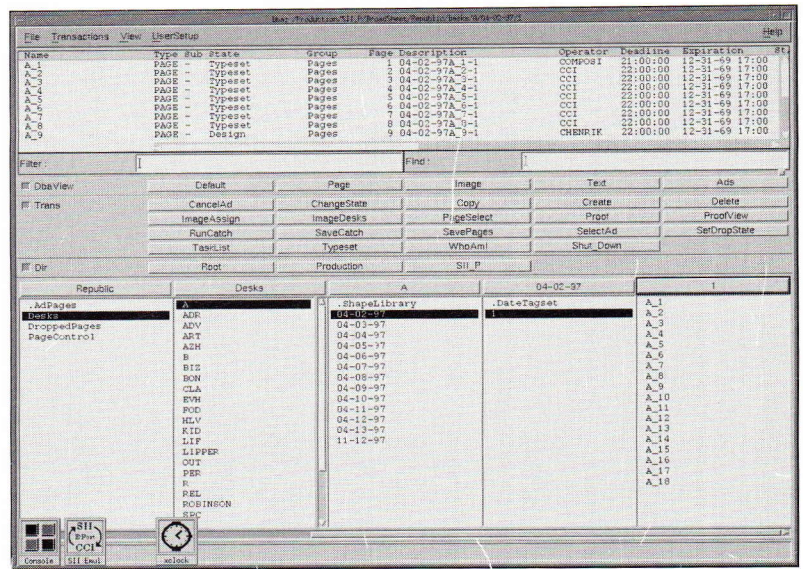 Dbag /Production/SII_P/BroadSheet/Republic/Desks/A/04-02-97/1
File Transactions View UserSetup Help
Name Type Sub State Group Page Description Operator Deadline Expiration St
A_1 PAGE - Typeset Pages 1 04-02-97A_1-1 COMPOSI 21:00:00 12-31-69 17:00
A_2 PAGE - Typeset Pages 2 04-02-97A_2-1 CCI 22:00:00 12-31-69 17:00
A_3 PAGE - Typeset Pages 3 04-02-97A_3-1 CCI 22:00:00 12-31-69 17:00
A_4 PAGE - Typeset Pages 4 04-02-97A_4-1 CCI 22:00:00 12-31-69 17:00
A_5 PAGE - Typeset Pages 5 04-02-97A_5-1 CCI 22:00:00 12-31-69 17:00
A_6 PAGE - Typeset Pages 6 04-02-97A_6-1 CCI 22:00:00 12-31-69 17:00
A_7 PAGE - Typeset Pages 7 04-02-97A_7-1 CCI 22:00:00 12-31-69 17:00
A_8 PAGE - Typeset Pages 8 04-02-97A_8-1 CCI 22:00:00 12-31-69 17:00
A_9 PAGE - Design Pages 9 04-02-97A_9-1 CHENRIK 22:00:00 12-31-69 17:00
Filter : Find :
DbaView Default Page Image Text Ads
Trans CancelAd ChangeState Copy Create Delete
ImageAssign ImageDesks PageSelect Proof ProofView
RunCatch SaveCatch SavePages SelectAd SetDropState
TaskList Typeset WhoAmI Shut_Down
Dir Root Production SII_P
Republic Desks A 04-02-97 1
.AdPages A .ShapeLibrary .DateTagset A_1
Desks ADR 04-02-97 1 A_2
DroppedPages ADV 04-03-97 A_3
PageControl ART 04-04-97 A_4
AZH 04-05-97 A_5
B 04-06-97 A_6
BIZ 04-07-97 A_7
BON 04-08-97 A_8
CLA 04-09-97 A_9
EVH 04-10-97 A_10
FOD 04-11-97 A_11
HLV 04-12-97 A_12
KID 04-13-97 A_13
LIF 11-12-97 A_14
LIPPER A_15
OUT A_16
PER A_17
R A_18
REL
ROBINSON
SPC
SII
CCI
Console SII Emul xclock